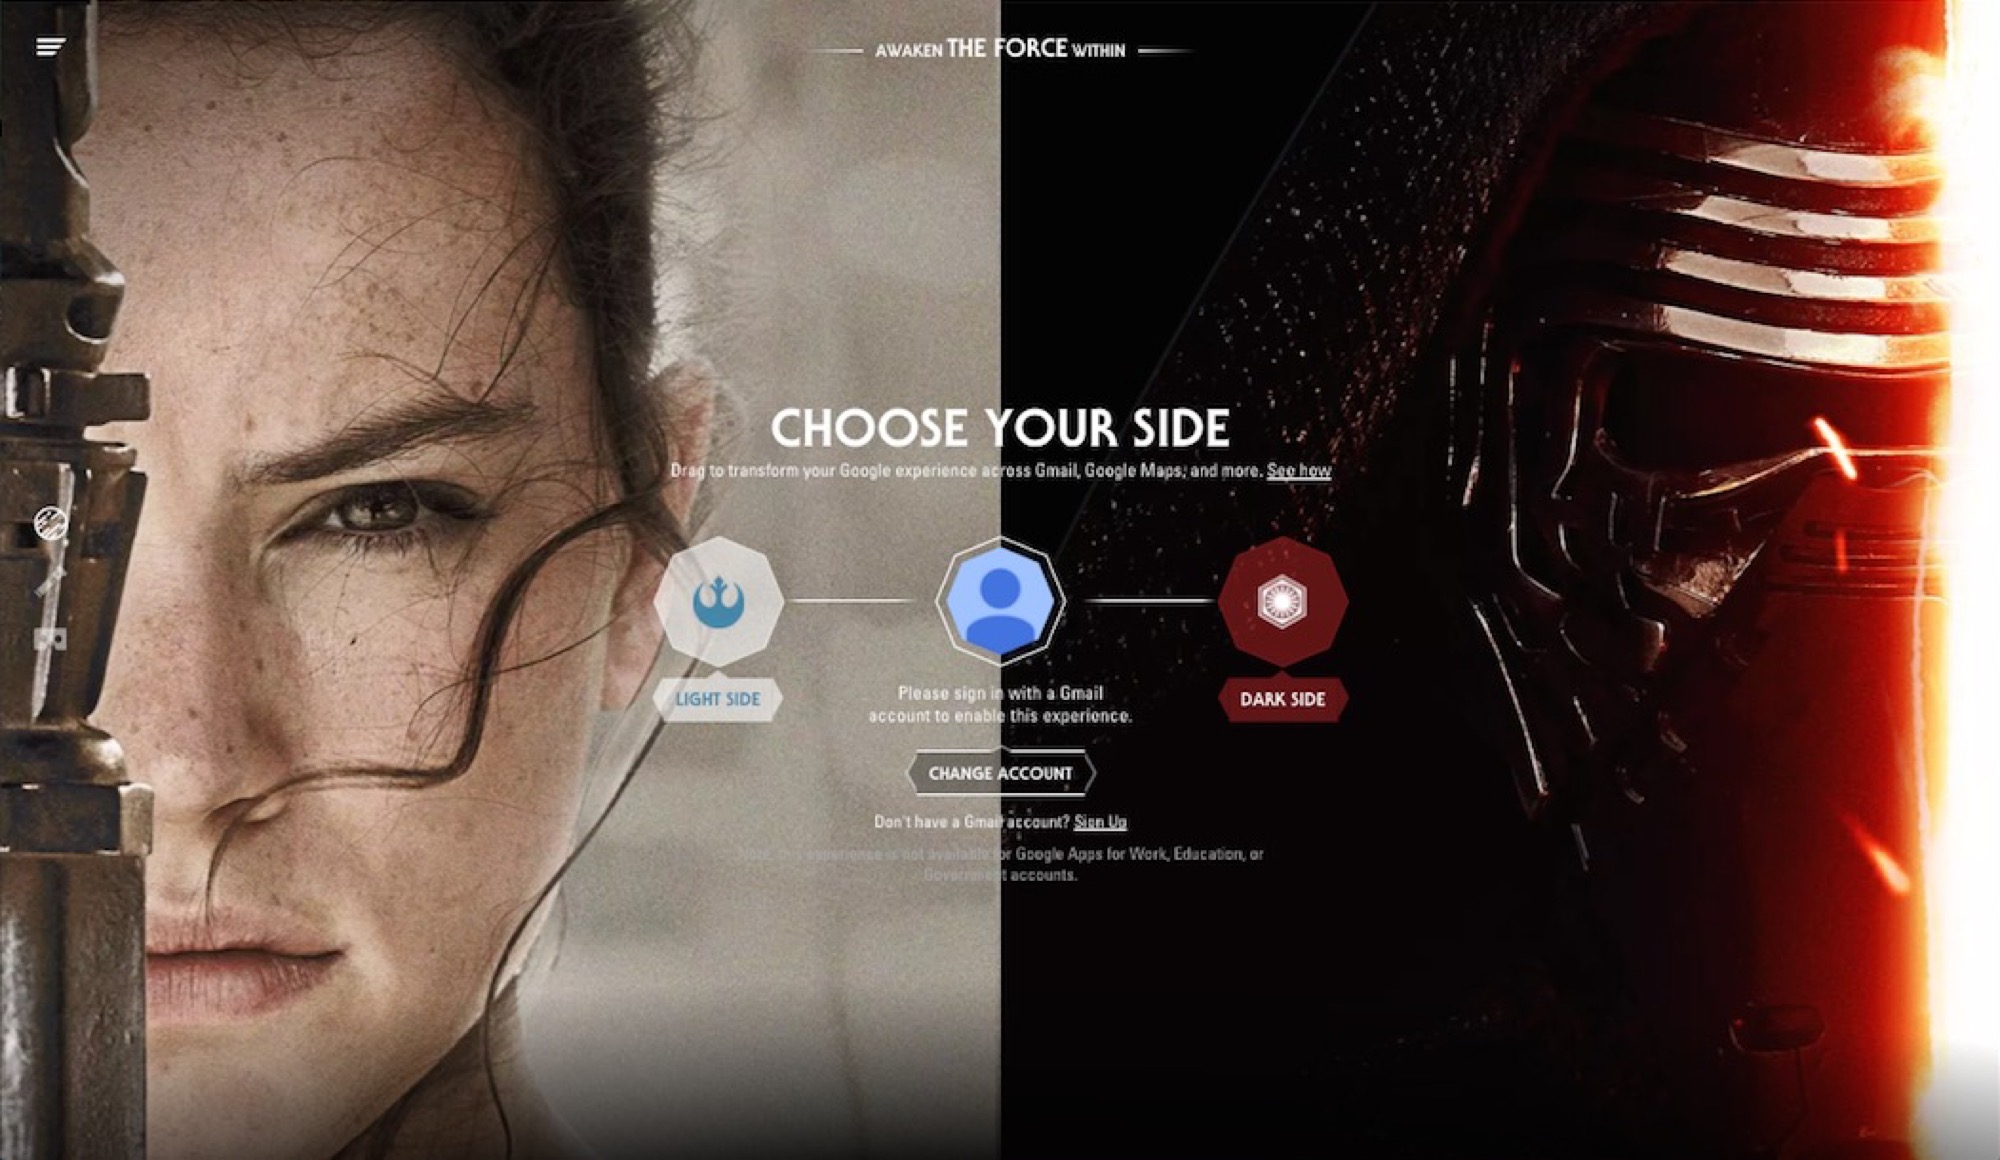 AWAKEN THE FORCE WITHIN
CHOOSE YOUR SIDE
Drag to transform your Google experience across Gmail, Google Maps, and more. See how
LIGHT SIDE
Please sign in with a Gmail
account to enable this experience.
DARK SIDE
CHANGE ACCOUNT
Don't have a Gmail account? Sign Up
Note, this experience is not available for Google Apps for Work, Education, or
Government accounts.